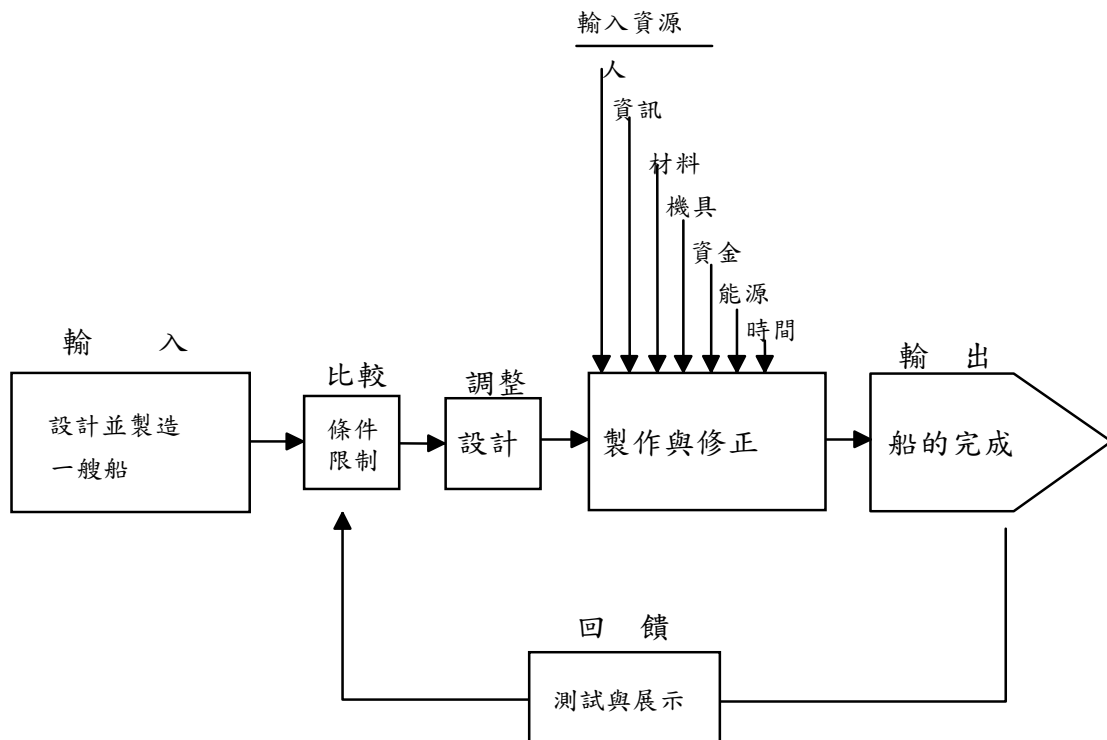 輸入資源
人
資訊
材料
機具
資金
能源
時間
輸 入
設計並製造
一艘船
比較
條件
限制
調整
設計
製作與修正
輸 出
船的完成
回 饋
測試與展示